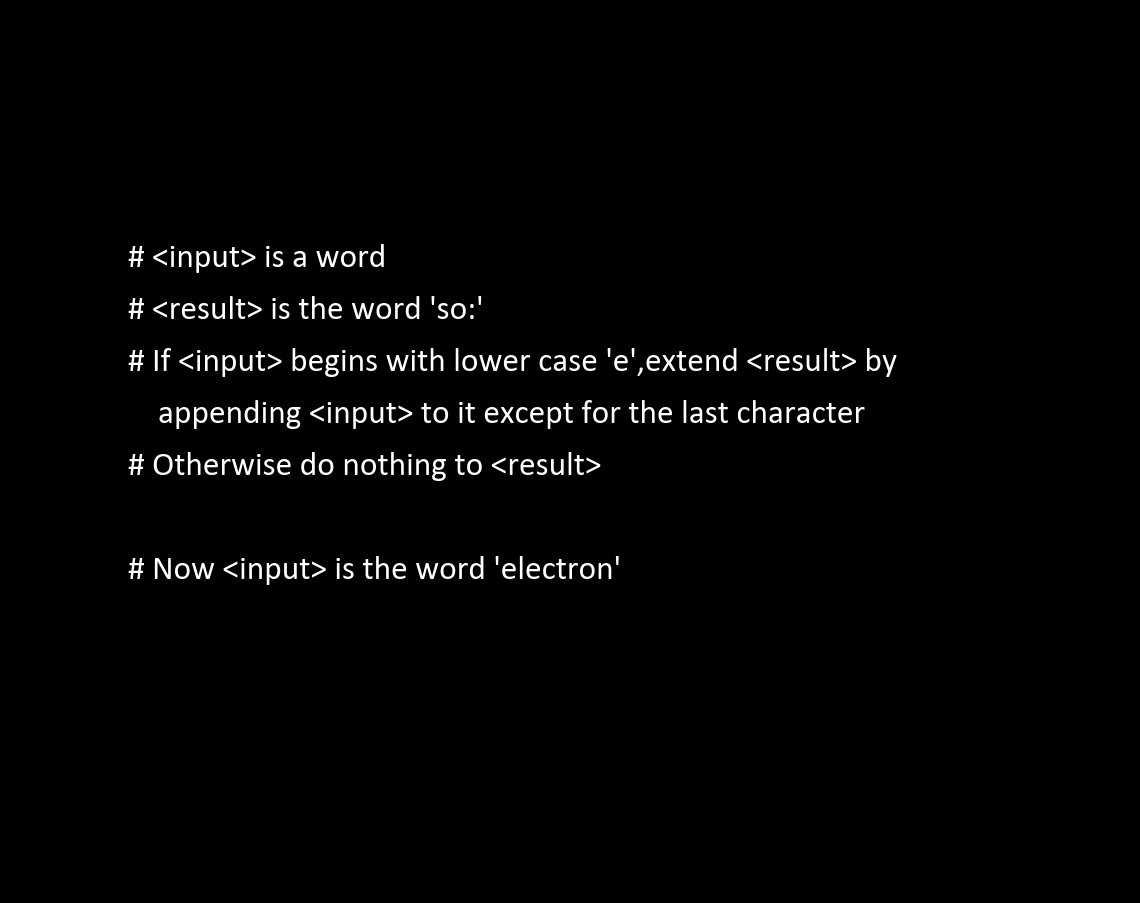 # <input> is a word
# <result> is the word 'so:'
# If <input> begins with lower case 'e',extend <result> by
appending <input> to it except for the last character
# Otherwise do nothing to <result>
# Now <input> is the word 'electron'